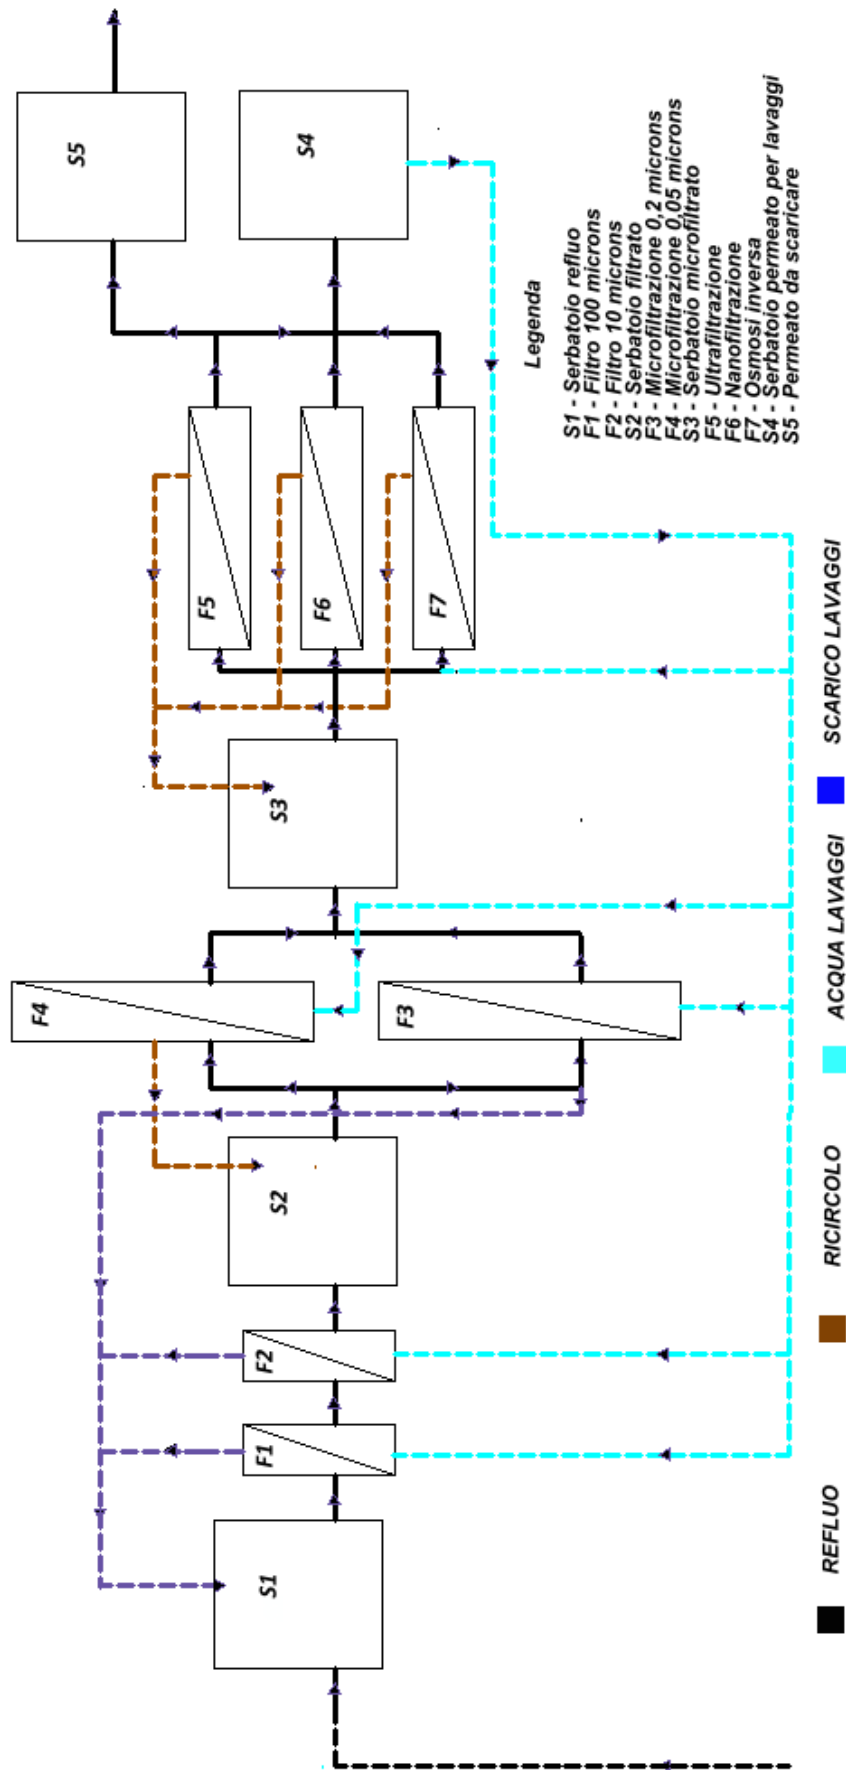 S5
S4
F5
F6
F7
S3
F4
F3
S2
F2
F1
S1
Legenda
S1 - Serbatoio refluo
F1 - Filtro 100 microns
F2 - Filtro 10 microns
S2 - Serbatoio filtrato
F3 - Microfiltrazione 0,2 microns
F4 - Microfiltrazione 0,05 microns
S3 - Serbatoio microfiltrato
F5 - Ultrafiltrazione
F6 - Nanofiltrazione
F7 - Osmosi inversa
S4 - Serbatoio permeato per lavaggi
S5 - Permeato da scaricare
REFLUO
RICIRCOLO
ACQUA LAVAGGI
SCARICO LAVAGGI